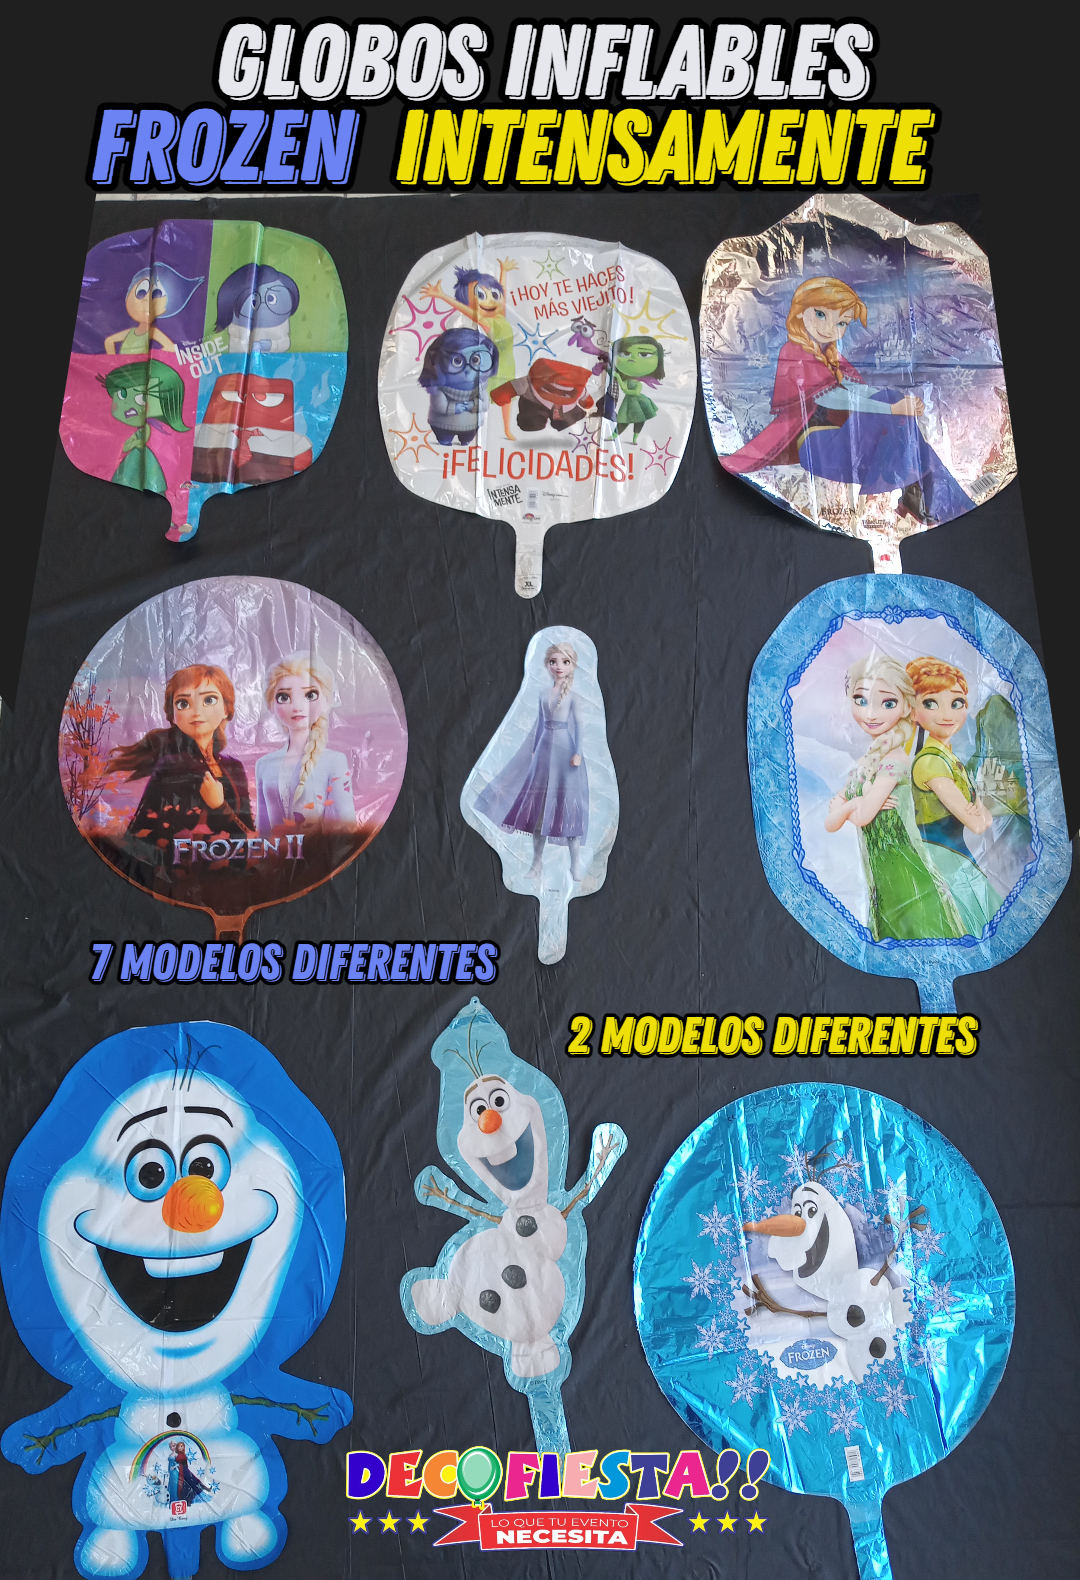 GLOBOS INFLABLES
FROZEN INTENSAMENTE
INSIDE
OUT
¡HOY TE HACES
MÁS VIEJITO!
¡FELICIDADES!
INTENSA
MENTE
XL
FROZEN
FROZEN II
7 MODELOS DIFERENTES
2 MODELOS DIFERENTES
FROZEN
DECOFIESTA!!
LO QUE TU EVENTO
NECESITA